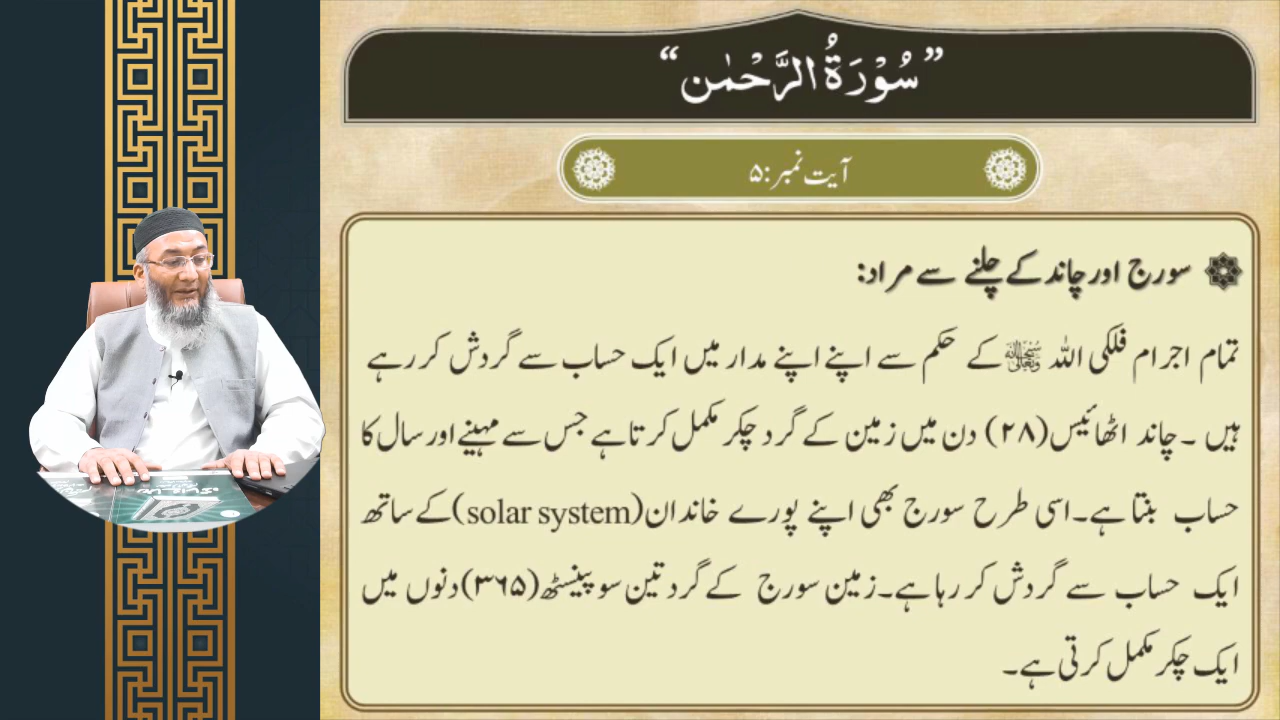 ”سُوْرَۃُ الرَّحْمٰن“
آیت نمبر: ۵
سورج اور چاند کے چلنے سے مراد:
تمام اجرام فلکی اللہ سُبْحَانَهُ وَتَعَالٰی کے حکم سے اپنے اپنے مدار میں ایک حساب سے گردش کر رہے
ہیں ۔ چاند اٹھائیس(۲۸) دن میں زمین کے گرد چکر مکمل کرتا ہے جس سے مہینے اور سال کا
حساب بنتا ہے۔ اسی طرح سورج بھی اپنے پورے خاندان(solar system)کے ساتھ
ایک حساب سے گردش کر رہا ہے۔ زمین سورج کے گرد تین سو پینسٹھ(۳۶۵)دنوں میں
ایک چکر مکمل کرتی ہے۔